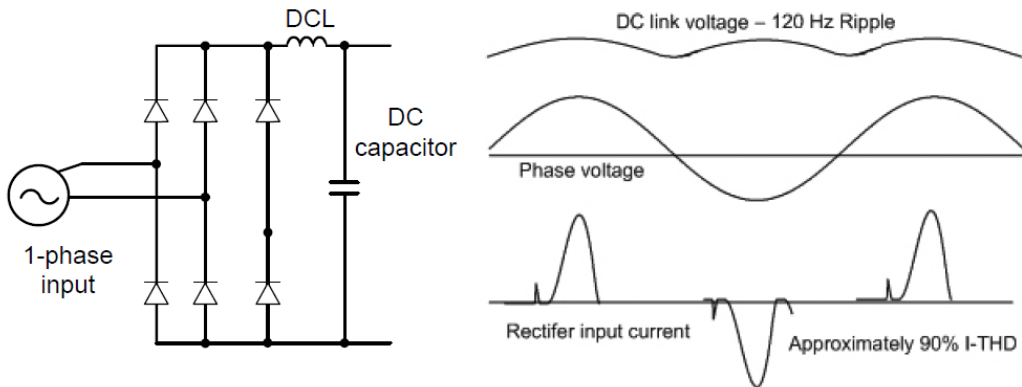 DCL
DC
capacitor
1-phase
input
DC link voltage – 120 Hz Ripple
Phase voltage
Rectifer input current
Approximately 90% I-THD